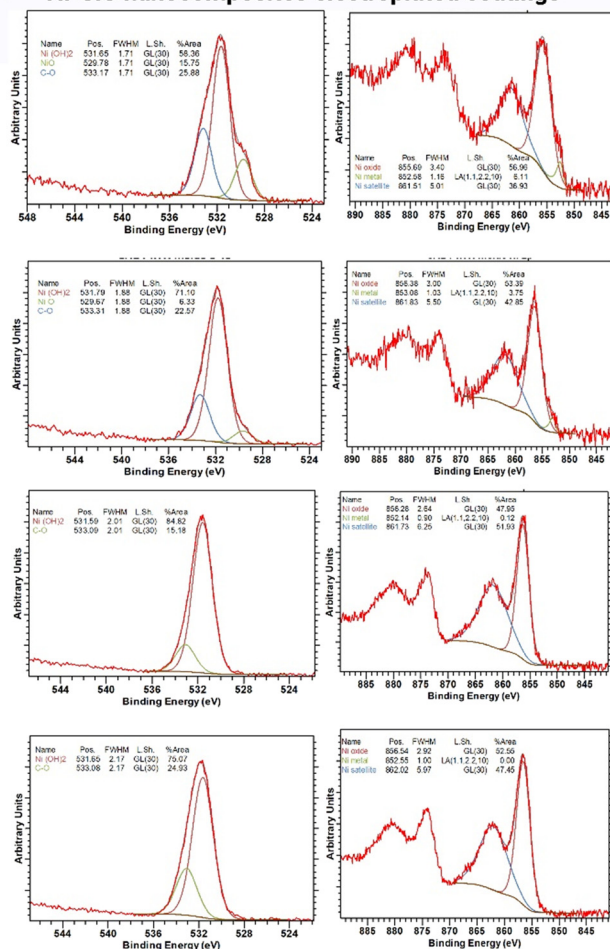 nanocomposite electroplated coatings
Name Pos. FWHM L.Sh. %Area
Ni (OH)2 531.65 1.71 GL(30) 58.36
NiO 529.78 1.71 GL(30) 15.75
C-O 533.17 1.71 GL(30) 25.88
Arbitrary Units
548 544 540 536 532 528 524
Binding Energy (eV)
Name Pos. FWHM L.Sh. %Area
Ni oxide 855.69 3.40 GL(30) 56.96
Ni metal 852.58 1.15 LA(1.1,2.2,10) 6.11
Ni satellite 861.51 5.01 GL(30) 36.93
Arbitrary Units
890 885 880 875 870 865 860 855 850 845
Binding Energy (eV)
Name Pos. FWHM L.Sh. %Area
Ni (OH)2 531.79 1.88 GL(30) 71.10
Ni O 529.67 1.88 GL(30) 6.33
C-O 533.31 1.88 GL(30) 22.57
Arbitrary Units
544 540 536 532 528 524
Binding Energy (eV)
Name Pos. FWHM L.Sh. %Area
Ni oxide 856.38 3.00 GL(30) 53.39
Ni metal 853.08 1.03 LA(1.1,2.2,10) 3.75
Ni satellite 861.83 5.50 GL(30) 42.85
Arbitrary Units
890 885 880 875 870 865 860 855 850 845
Binding Energy (eV)
Name Pos. FWHM L.Sh. %Area
Ni (OH)2 531.59 2.01 GL(30) 84.82
C-O 533.09 2.01 GL(30) 15.18
Arbitrary Units
544 540 536 532 528 524
Binding Energy (eV)
Name Pos. FWHM L.Sh. %Area
Ni oxide 856.28 2.64 GL(30) 47.95
Ni metal 852.14 0.90 LA(1.1,2.2,10) 0.12
Ni satellite 861.73 6.25 GL(30) 51.93
Arbitrary Units
885 880 875 870 865 860 855 850 845
Binding Energy (eV)
Name Pos. FWHM L.Sh. %Area
Ni (OH)2 531.65 2.17 GL(30) 75.07
C-O 533.08 2.17 GL(30) 24.93
Arbitrary Units
544 540 536 532 528 524
Binding Energy (eV)
Name Pos. FWHM L.Sh. %Area
Ni oxide 856.54 2.92 GL(30) 52.55
Ni metal 852.55 1.00 LA(1.1,2.2,10) 0.00
Ni satellite 862.02 5.97 GL(30) 47.45
Arbitrary Units
885 880 875 870 865 860 855 850 845
Binding Energy (eV)